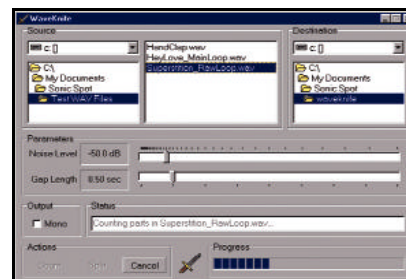 WaveKnife
Source
c: []
C:\
My Documents
Sonic Spot
Test WAV Files
HandClap.wav
HeyLove_MainLoop.wav
Superstition_RawLoop.wav
Destination
c: []
C:\
My Documents
Sonic Spot
waveknife
Parameters
Noise Level
-50.0 dB
Gap Length
0.50 sec
Output
Mono
Status
Counting parts in Superstition_RawLoop.wav...
Actions
Split
Cancel
Progress